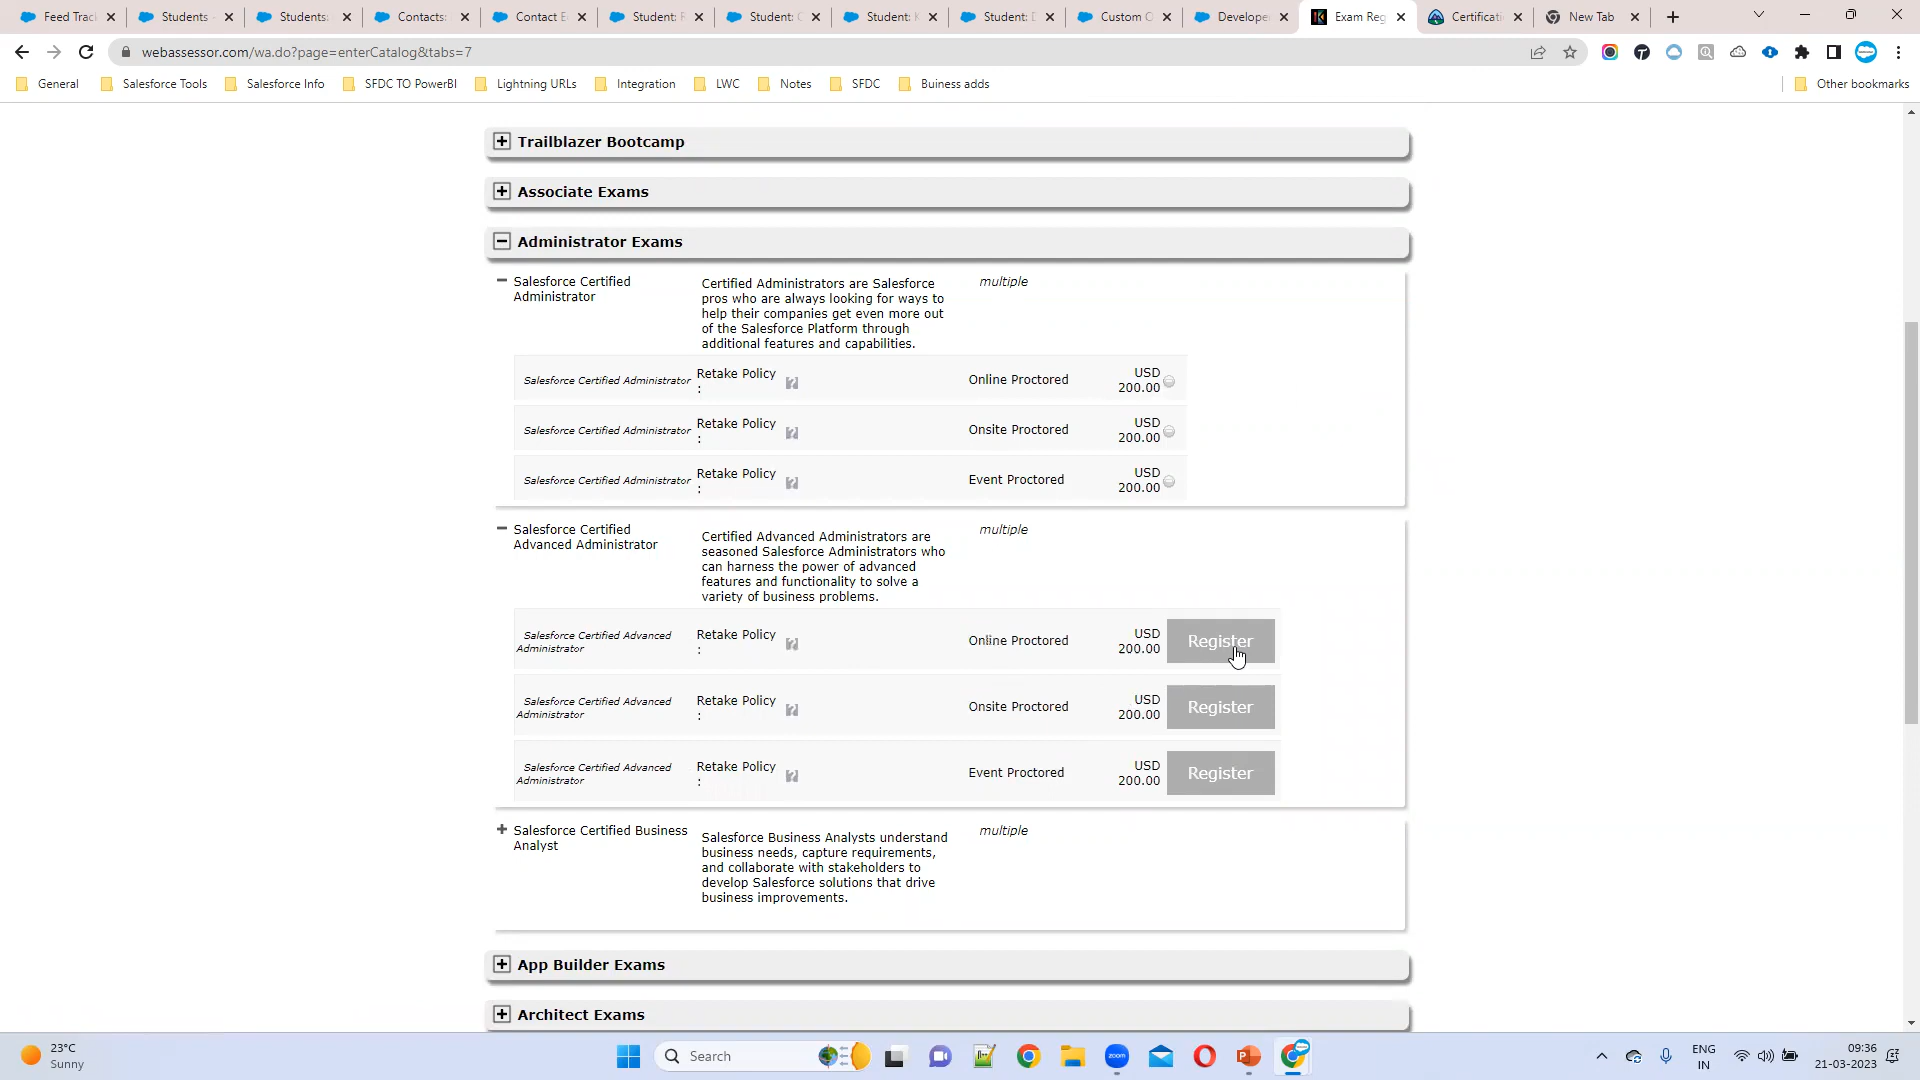 Feed Track
Students -
Students:
Contacts:
Contact E
Student: F
Student: C
Student: K
Student: D
Custom O
Develope
Exam Reg
Certificati
New Tab
webassessor.com/wa.do?page=enterCatalog&tabs=7
General
Salesforce Tools
Salesforce Info
SFDC TO PowerBI
Lightning URLs
Integration
LWC
Notes
SFDC
Buiness adds
Other bookmarks
Trailblazer Bootcamp
Associate Exams
Administrator Exams
Salesforce Certified
Administrator
Certified Administrators are Salesforce
pros who are always looking for ways to
help their companies get even more out
of the Salesforce Platform through
additional features and capabilities.
multiple
Salesforce Certified Administrator
Retake Policy
:
Online Proctored
USD
200.00
Salesforce Certified Administrator
Retake Policy
:
Onsite Proctored
USD
200.00
Salesforce Certified Administrator
Retake Policy
:
Event Proctored
USD
200.00
Salesforce Certified
Advanced Administrator
Certified Advanced Administrators are
seasoned Salesforce Administrators who
can harness the power of advanced
features and functionality to solve a
variety of business problems.
multiple
Salesforce Certified Advanced
Administrator
Retake Policy
:
Online Proctored
USD
200.00
Register
Salesforce Certified Advanced
Administrator
Retake Policy
:
Onsite Proctored
USD
200.00
Register
Salesforce Certified Advanced
Administrator
Retake Policy
:
Event Proctored
USD
200.00
Register
Salesforce Certified Business
Analyst
Salesforce Business Analysts understand
business needs, capture requirements,
and collaborate with stakeholders to
develop Salesforce solutions that drive
business improvements.
multiple
App Builder Exams
Architect Exams
23°C
Sunny
Search
zoom
ENG
IN
09:36
21-03-2023